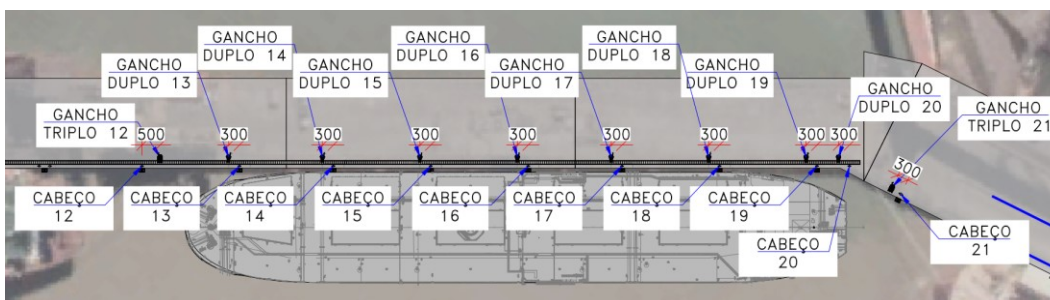 GANCHO
DUPLO 13
GANCHO
DUPLO 14
GANCHO
DUPLO 15
GANCHO
DUPLO 16
GANCHO
DUPLO 17
GANCHO
DUPLO 18
GANCHO
DUPLO 19
GANCHO
DUPLO 20
GANCHO
TRIPLO 12
GANCHO
TRIPLO 21
500
300
300
300
300
300
300
300
300
300
CABEÇO
12
CABEÇO
13
CABEÇO
14
CABEÇO
15
CABEÇO
16
CABEÇO
17
CABEÇO
18
CABEÇO
19
CABEÇO
20
CABEÇO
21